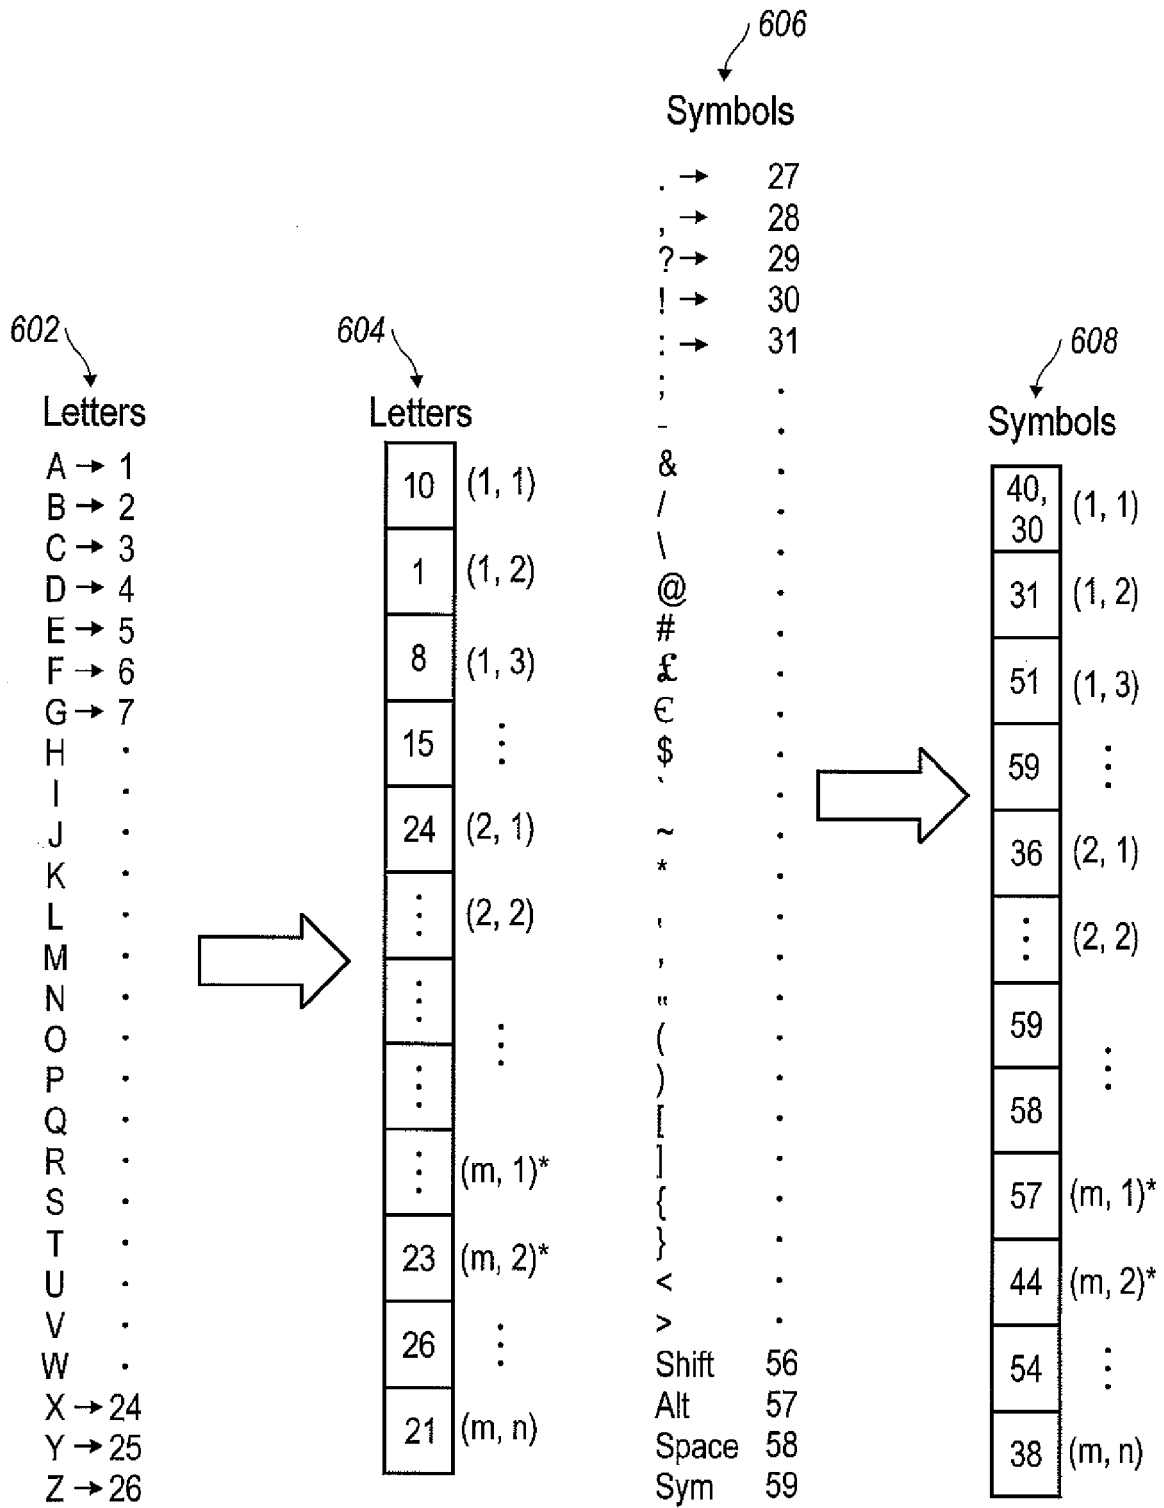 606
Symbols
. → 27
, → 28
? → 29
! → 30
: → 31
; .
- .
& .
/ .
\ .
@ .
# .
£ .
€ .
$ .
` .
~ .
* .
‘ .
’ .
" .
( .
) .
[ .
] .
{ .
} .
< .
> .
Shift 56
Alt 57
Space 58
Sym 59
602
Letters
A → 1
B → 2
C → 3
D → 4
E → 5
F → 6
G → 7
H .
I .
J .
K .
L .
M .
N .
O .
P .
Q .
R .
S .
T .
U .
V .
W .
X → 24
Y → 25
Z → 26
604
Letters
10 (1, 1)
1 (1, 2)
8 (1, 3)
15 ⋮
24 (2, 1)
⋮ (2, 2)
⋮
⋮ ⋮
⋮ (m, 1)*
23 (m, 2)*
26 ⋮
21 (m, n)
608
Symbols
40, 
30 (1, 1)
31 (1, 2)
51 (1, 3)
59 ⋮
36 (2, 1)
⋮ (2, 2)
59 ⋮
58
57 (m, 1)*
44 (m, 2)*
54 ⋮
38 (m, n)